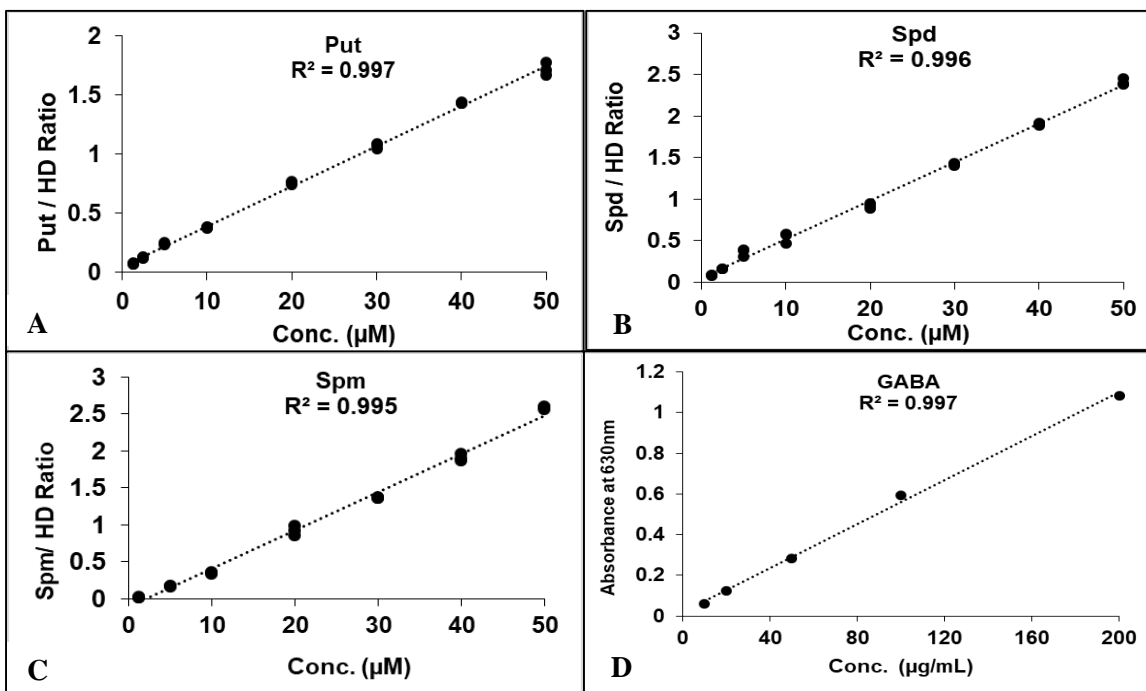 Put
R² = 0.997
2
1.5
1
0.5
0
0 10 20 30 40 50
Put / HD Ratio
Conc. (µM)
A
Spd
R² = 0.996
3
2.5
2
1.5
1
0.5
0
0 10 20 30 40 50
Spd / HD Ratio
Conc. (µM)
B
Spm
R² = 0.995
3
2.5
2
1.5
1
0.5
0
0 10 20 30 40 50
Spm/ HD Ratio
Conc. (µM)
C
GABA
R² = 0.997
1.2
1
0.8
0.6
0.4
0.2
0
0 40 80 120 160 200
Absorbance at 630nm
Conc. (µg/mL)
D